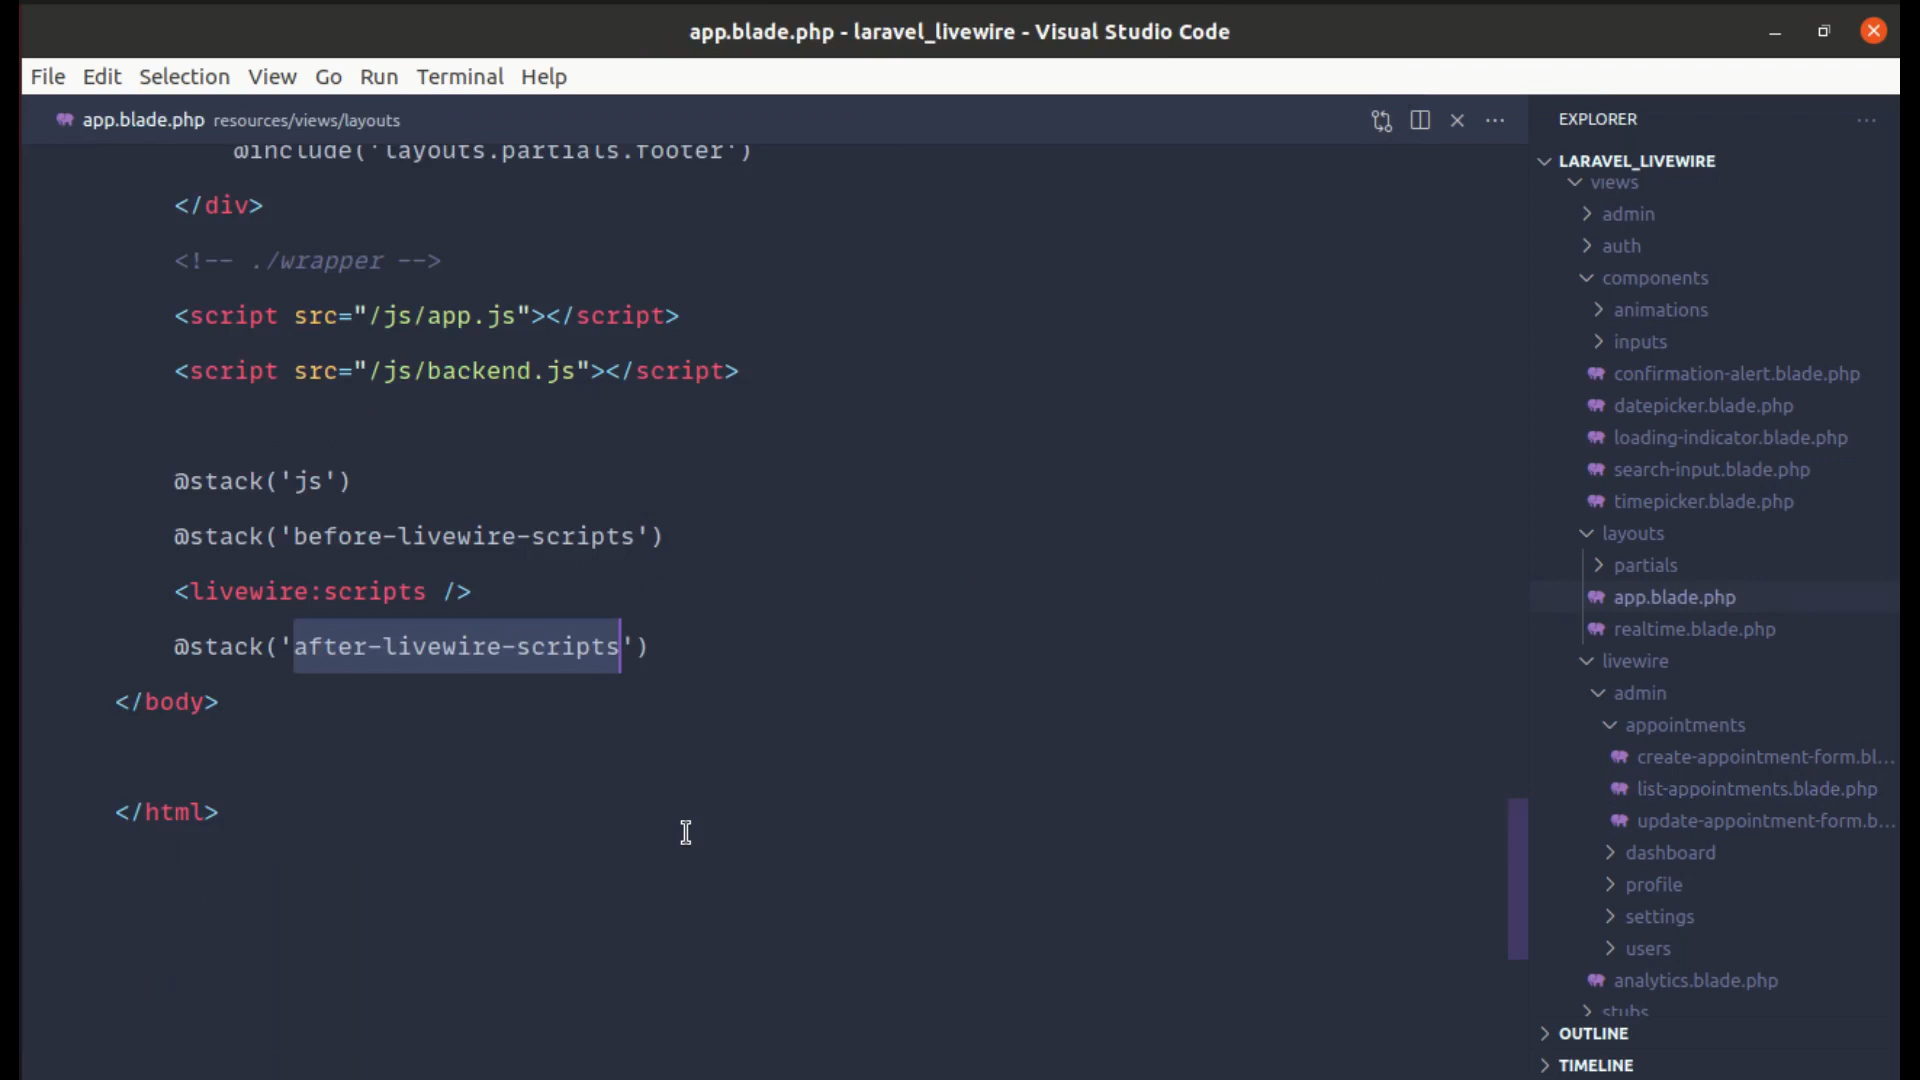 app.blade.php - laravel_livewire - Visual Studio Code
File Edit Selection View Go Run Terminal Help
app.blade.php resources/views/layouts
@include('layouts.partials.footer')
</div>
<!-- ./wrapper -->
<script src="/js/app.js"></script>
<script src="/js/backend.js"></script>
@stack('js')
@stack('before-livewire-scripts')
<livewire:scripts />
@stack('after-livewire-scripts')
</body>
</html>
EXPLORER
LARAVEL_LIVEWIRE
views
admin
auth
components
animations
inputs
confirmation-alert.blade.php
datepicker.blade.php
loading-indicator.blade.php
search-input.blade.php
timepicker.blade.php
layouts
partials
app.blade.php
realtime.blade.php
livewire
admin
appointments
create-appointment-form.bl...
list-appointments.blade.php
update-appointment-form.b...
dashboard
profile
settings
users
analytics.blade.php
stubs
OUTLINE
TIMELINE